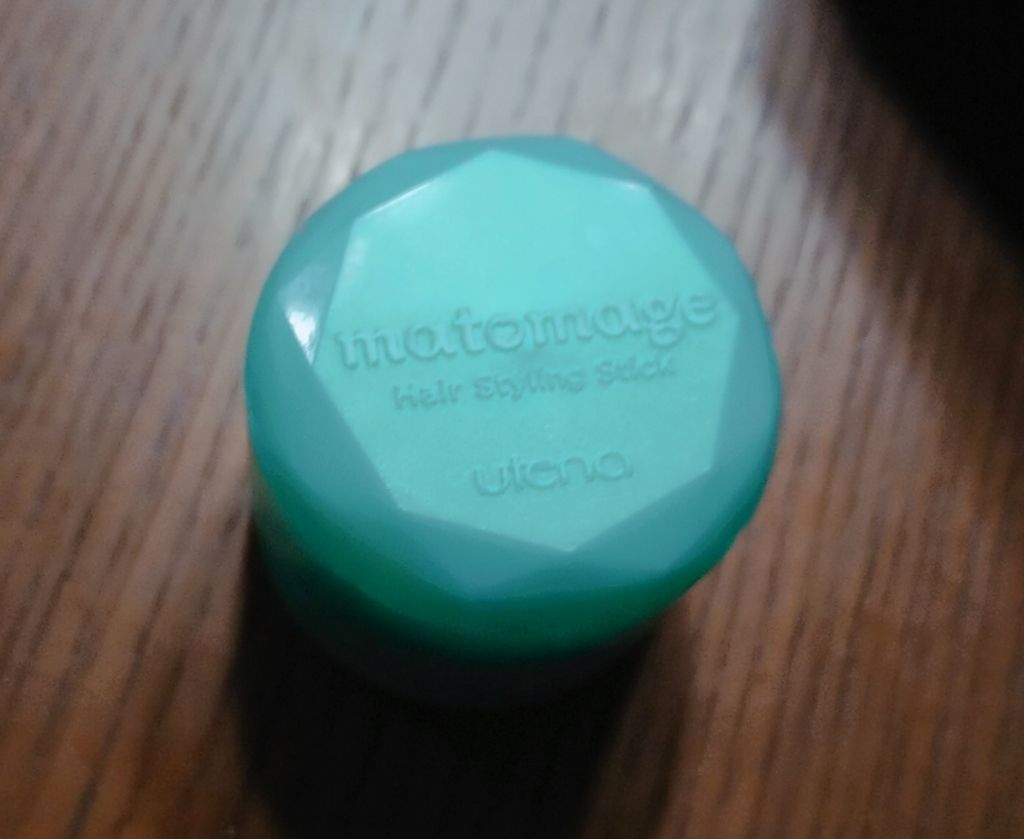 matomage
Hair Styling Stick
utena